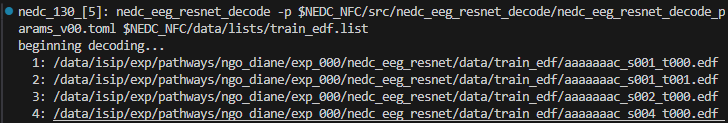 nedc_130_[5]: nedc_eeg_resnet_decode -p $NEDC_NFC/src/nedc_eeg_resnet_decode/nedc_eeg_resnet_decode_p
arams_v00.toml $NEDC_NFC/data/lists/train_edf.list
beginning decoding...
1: /data/isip/exp/pathways/ngo_diane/exp_000/nedc_eeg_resnet/data/train_edf/aaaaaaac_s001_t000.edf
2: /data/isip/exp/pathways/ngo_diane/exp_000/nedc_eeg_resnet/data/train_edf/aaaaaaac_s001_t001.edf
3: /data/isip/exp/pathways/ngo_diane/exp_000/nedc_eeg_resnet/data/train_edf/aaaaaaac_s002_t000.edf
4: /data/isip/exp/pathways/ngo_diane/exp_000/nedc_eeg_resnet/data/train_edf/aaaaaaac_s004_t000.edf